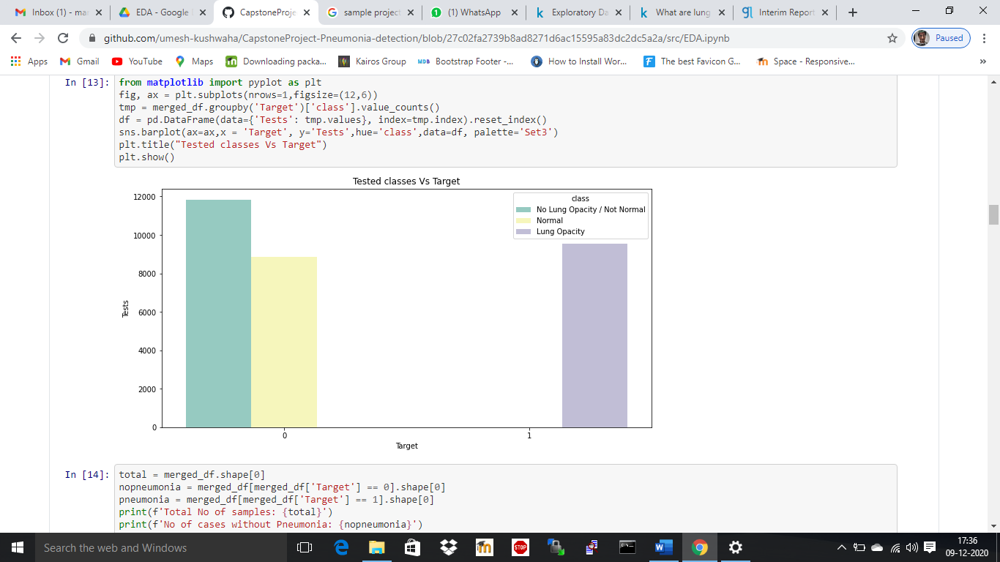 Inbox (1) - mar
EDA - Google
CapstoneProje
sample project
(1) WhatsApp
Exploratory Da
What are lung
Interim Report
github.com/umesh-kushwaha/CapstoneProject-Pneumonia-detection/blob/27c02fa2739b8ad8271d6ac15595a83dc2dc5a2a/src/EDA.ipynb
Paused
Apps
Gmail
YouTube
Maps
Downloading packa...
Kairos Group
Bootstrap Footer -...
How to Install Wor...
The best Favicon G...
Space - Responsive...
»
In [13]:
from matplotlib import pyplot as plt
fig, ax = plt.subplots(nrows=1,figsize=(12,6))
tmp = merged_df.groupby('Target')['class'].value_counts()
df = pd.DataFrame(data={'Tests': tmp.values}, index=tmp.index).reset_index()
sns.barplot(ax=ax,x = 'Target', y='Tests',hue='class',data=df, palette='Set3')
plt.title("Tested classes Vs Target")
plt.show()
Tested classes Vs Target
class
No Lung Opacity / Not Normal
Normal
Lung Opacity
12000
10000
8000
6000
4000
2000
0
Tests
0
1
Target
In [14]:
total = merged_df.shape[0]
nopneumonia = merged_df[merged_df['Target'] == 0].shape[0]
pneumonia = merged_df[merged_df['Target'] == 1].shape[0]
print(f'Total No of samples: {total}')
print(f'No of cases without Pneumonia: {nopneumonia}')
Search the web and Windows
STOP
17:36
09-12-2020